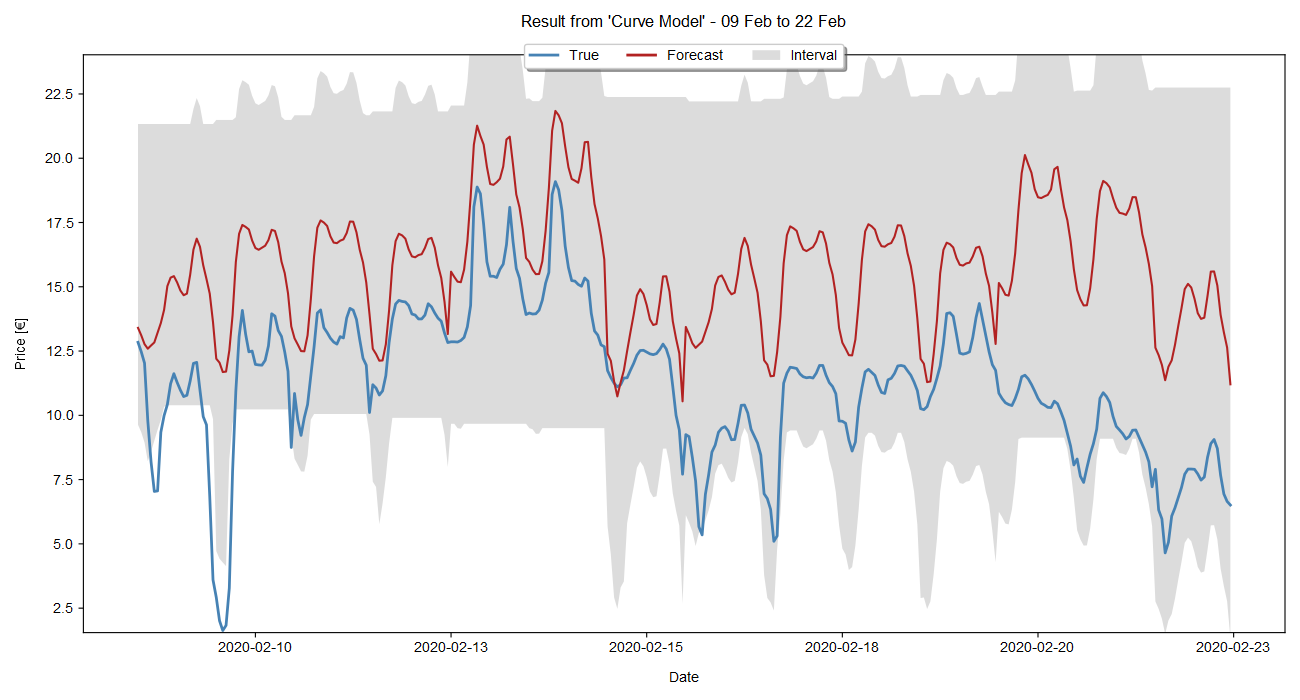 Result from 'Curve Model' - 09 Feb to 22 Feb
True Forecast Interval
22.5
20.0
17.5
15.0
12.5
10.0
7.5
5.0
2.5
Price [€]
2020-02-10 2020-02-13 2020-02-15 2020-02-18 2020-02-20 2020-02-23
Date